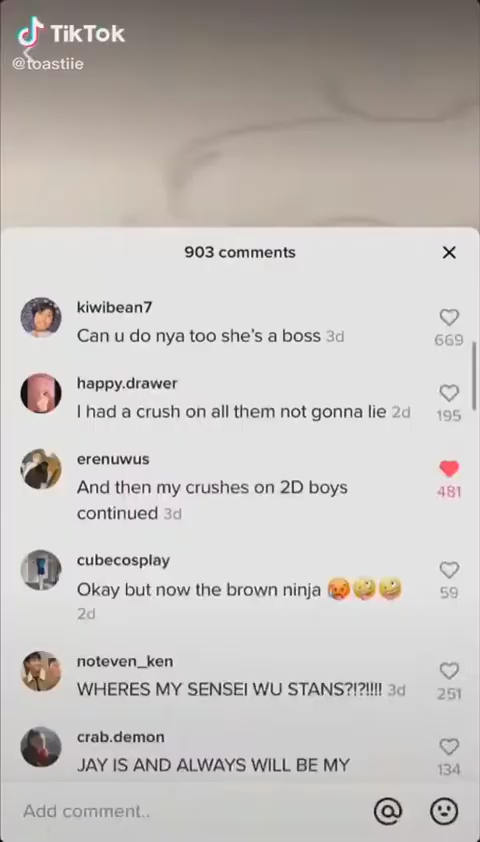 TikTok
@toastiie
903 comments
kiwibean7
Can u do nya too she's a boss 3d
669
happy.drawer
I had a crush on all them not gonna lie 2d
195
erenuwus
And then my crushes on 2D boys
continued 3d
481
cubecosplay
Okay but now the brown ninja 🥵🤪🤪
2d
59
noteven_ken
WHERES MY SENSEI WU STANS?!?!!!! 3d
251
crab.demon
JAY IS AND ALWAYS WILL BE MY
134
Add comment..